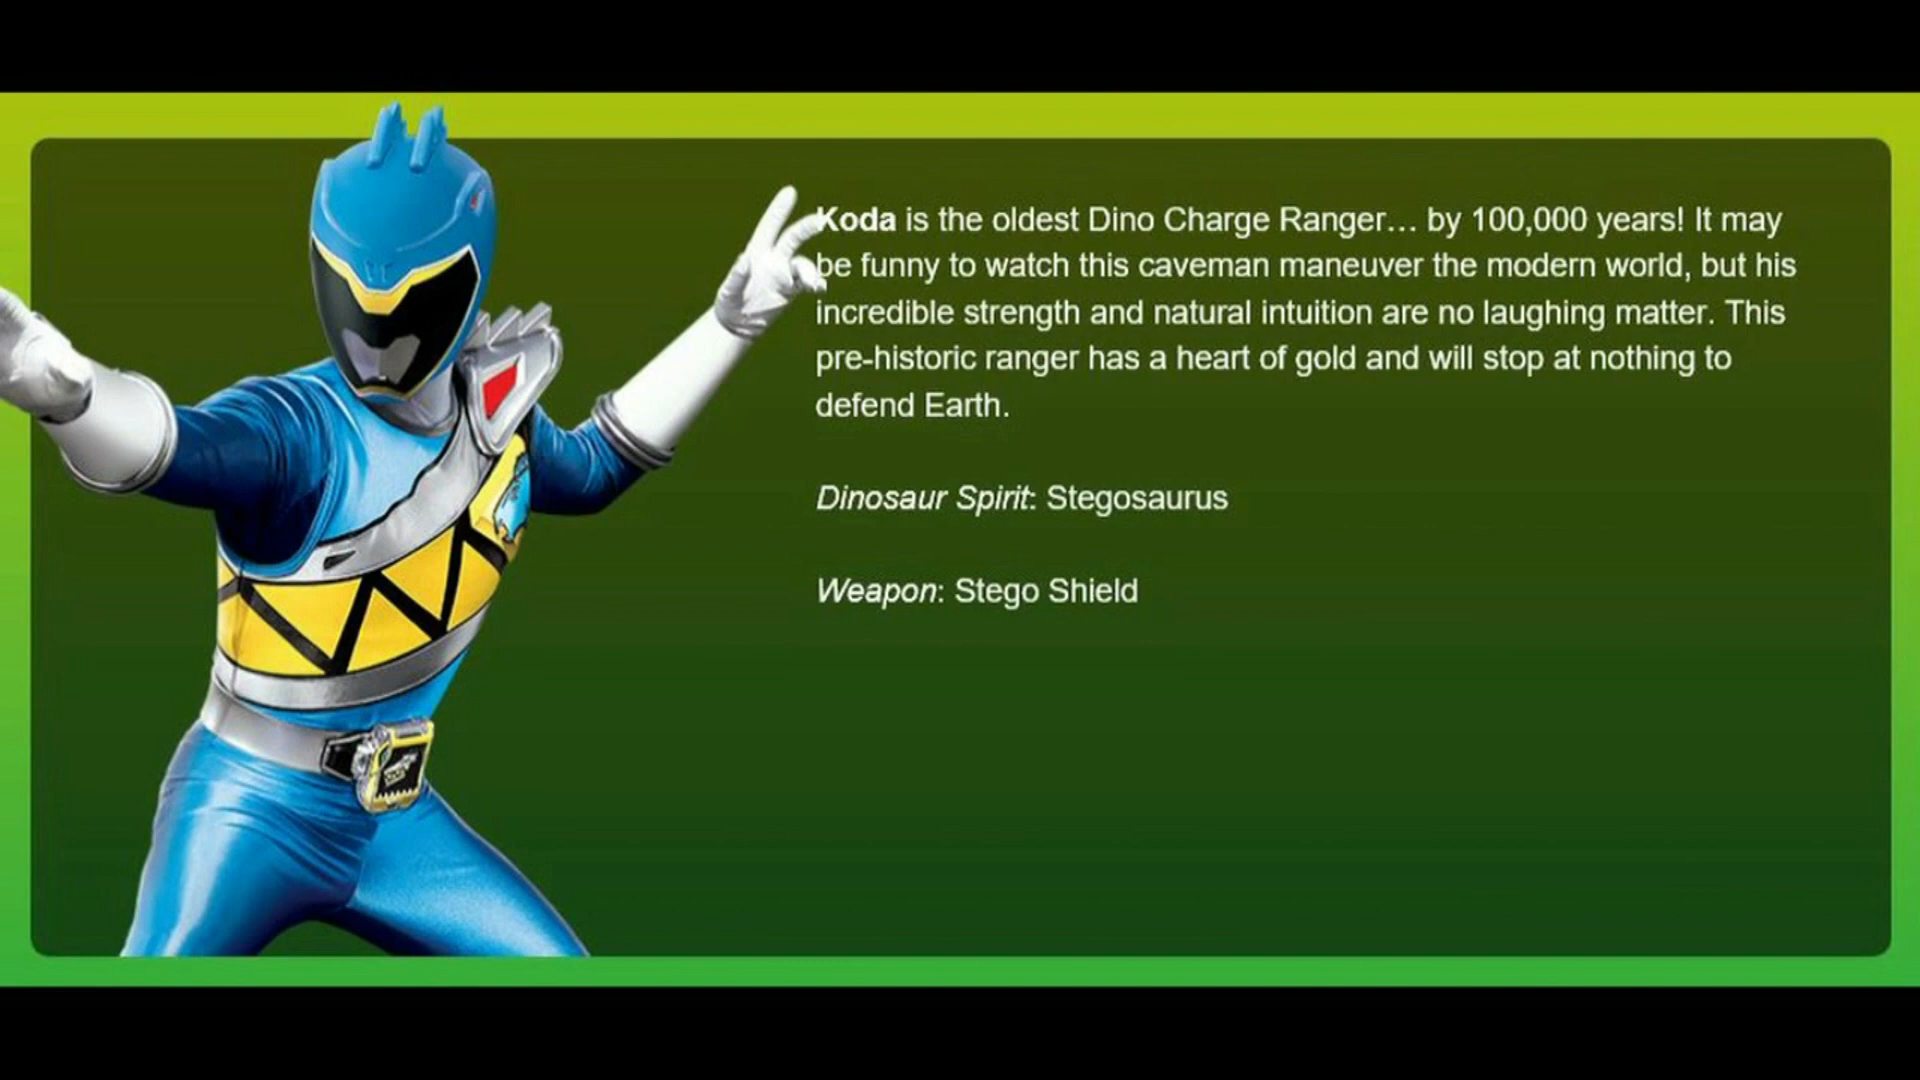 Koda is the oldest Dino Charge Ranger... by 100,000 years! It may
be funny to watch this caveman maneuver the modern world, but his
incredible strength and natural intuition are no laughing matter. This
pre-historic ranger has a heart of gold and will stop at nothing to
defend Earth.
Dinosaur Spirit: Stegosaurus
Weapon: Stego Shield